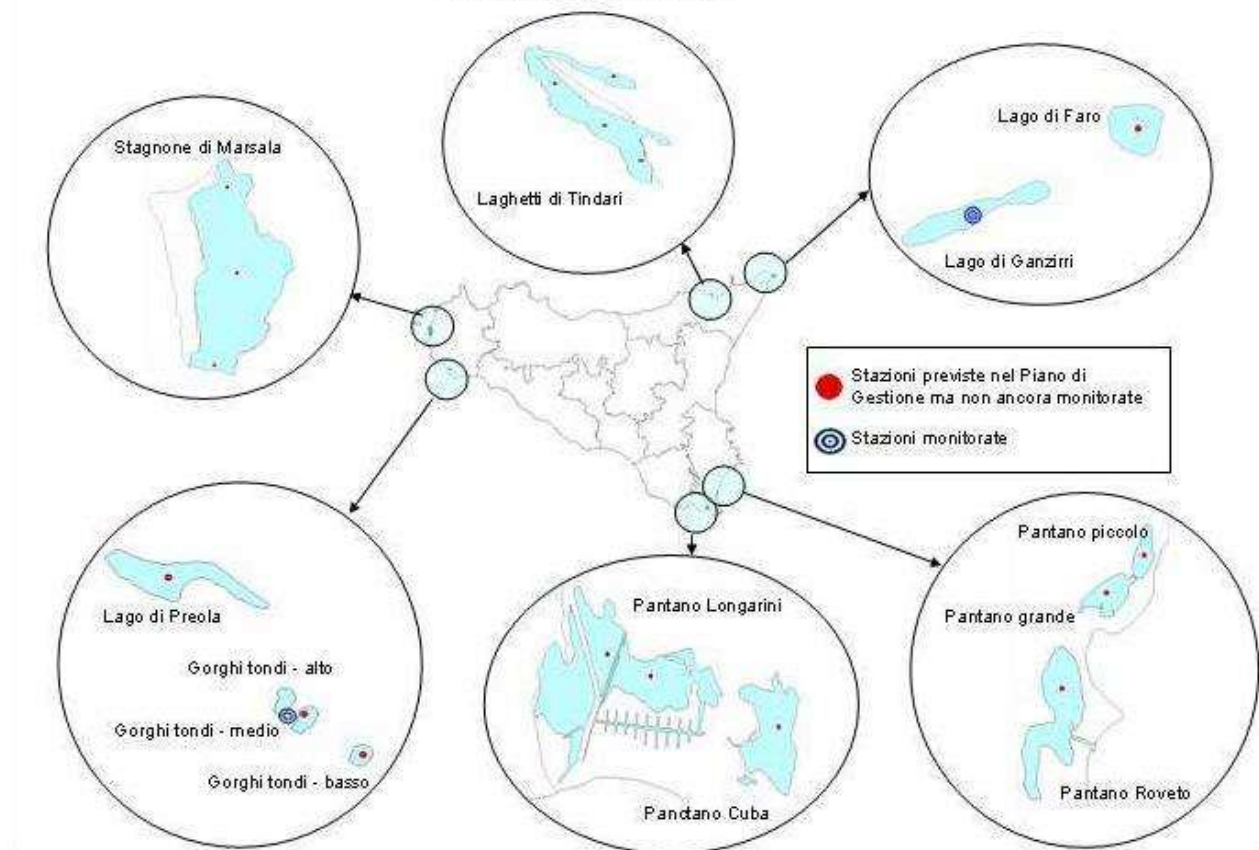 Stagnone di Marsala
Laghetti di Tindari
Lago di Faro
Lago di Ganzirri
Stazioni previste nel Piano di
Gestione ma non ancora monitorate
Stazioni monitorate
Lago di Preola
Gorghi tondi - alto
Gorghi tondi - medio
Gorghi tondi - basso
Pantano Longarini
Panotano Cuba
Pantano piccolo
Pantano grande
Pantano Roveto